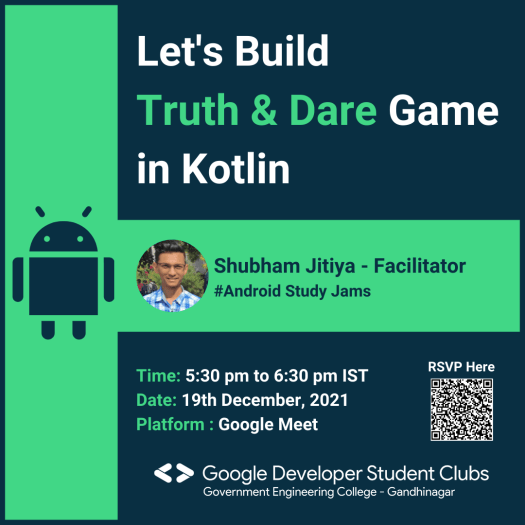 Let's Build
Truth & Dare Game
in Kotlin
Shubham Jitiya - Facilitator
#Android Study Jams
Time: 5:30 pm to 6:30 pm IST
Date: 19th December, 2021
Platform : Google Meet
RSVP Here
Google Developer Student Clubs
Government Engineering College - Gandhinagar